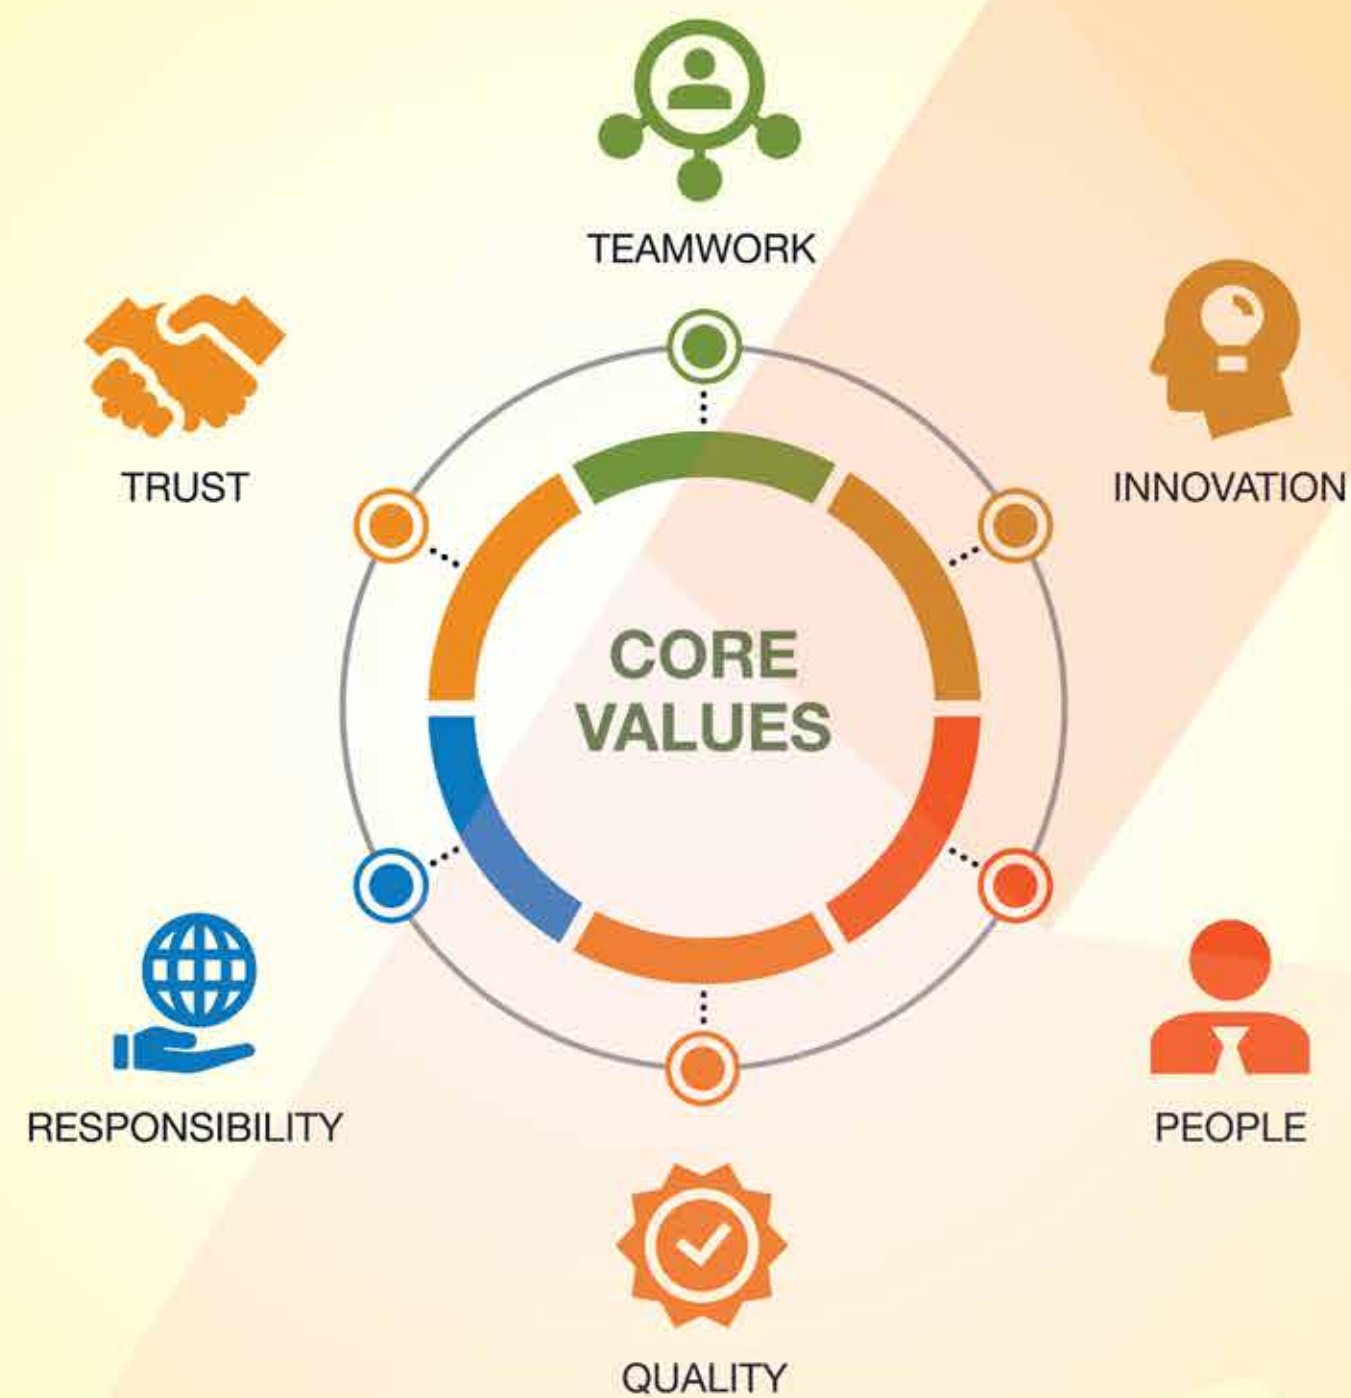 TEAMWORK
TRUST
INNOVATION
CORE
VALUES
RESPONSIBILITY
PEOPLE
QUALITY